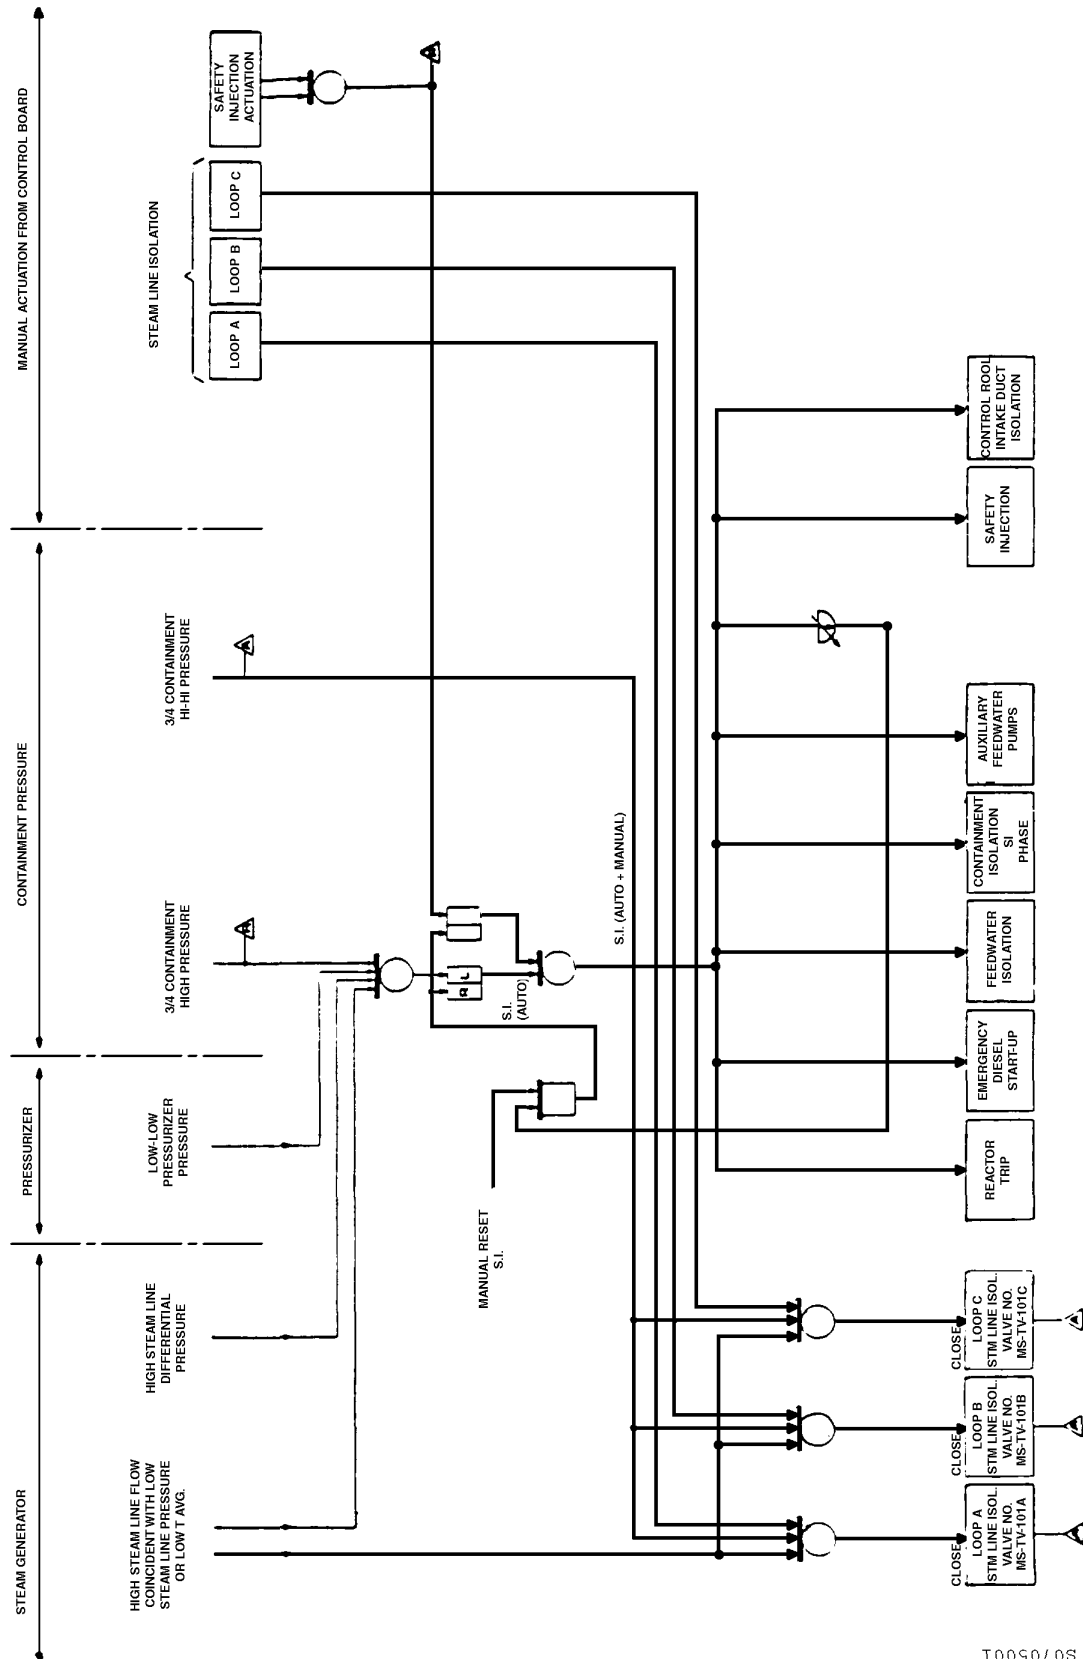 STEAM GENERATOR
PRESSURIZER
CONTAINMENT PRESSURE
MANUAL ACTUATION FROM CONTROL BOARD
HIGH STEAM LINE FLOW
COINCIDENT WITH LOW
STEAM LINE PRESSURE
OR LOW T AVG.
HIGH STEAM LINE
DIFFERENTIAL
PRESSURE
LOW-LOW
PRESSURIZER
PRESSURE
3/4 CONTAINMENT
HIGH PRESSURE
3/4 CONTAINMENT
HI-HI PRESSURE
STEAM LINE ISOLATION
LOOP A
LOOP B
LOOP C
SAFETY
INJECTION
ACTUATION
A
A
A
R
L
S.I.
(AUTO)
MANUAL RESET
S.I.
S.I. (AUTO + MANUAL)
CLOSE
LOOP A
STM LINE ISOL.
VALVE NO.
MS-TV-101A
CLOSE
LOOP B
STM LINE ISOL.
VALVE NO.
MS-TV-101B
CLOSE
LOOP C
STM LINE ISOL.
VALVE NO.
MS-TV-101C
REACTOR
TRIP
EMERGENCY
DIESEL
START-UP
FEEDWATER
ISOLATION
CONTAINMENT
ISOLATION
SI
PHASE
AUXILIARY
FEEDWATER
PUMPS
SAFETY
INJECTION
CONTROL ROOL
INTAKE DUCT
ISOLATION
A
A
A
S0705001